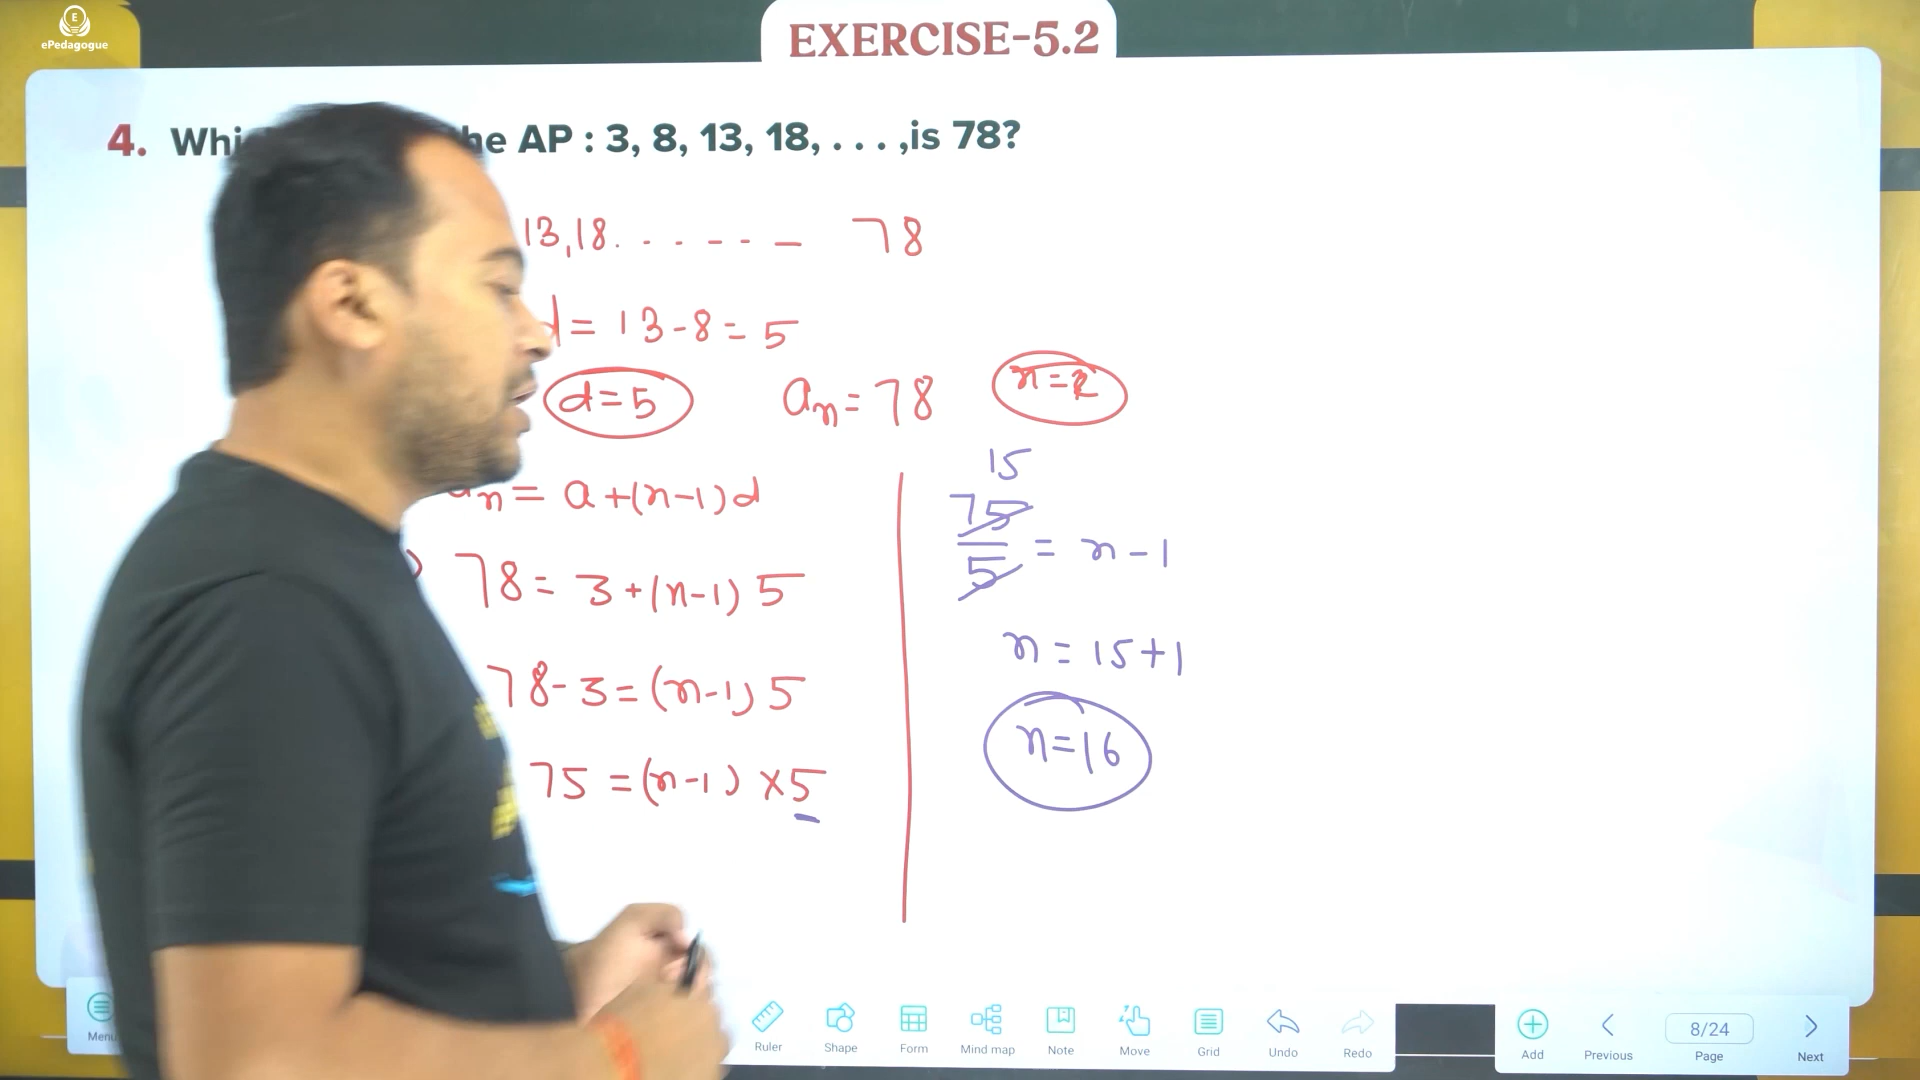 E
ePedagogue
EXERCISE-5.2
4. he AP : 3, 8, 13, 18, . . . ,is 78?
13,18. - - - - - 78
d = 13-8 = 5
d=5 an = 78 n=
an = a+(n-1)d
78 = 3+(n-1) 5
78-3 = (n-1) 5
75 = (n-1) ×5
15
75
5 = n-1
n = 15+1
n=16
Menu Ruler Shape Form Mind map Note Move Grid Undo Redo Add Previous 8/24 Page Next